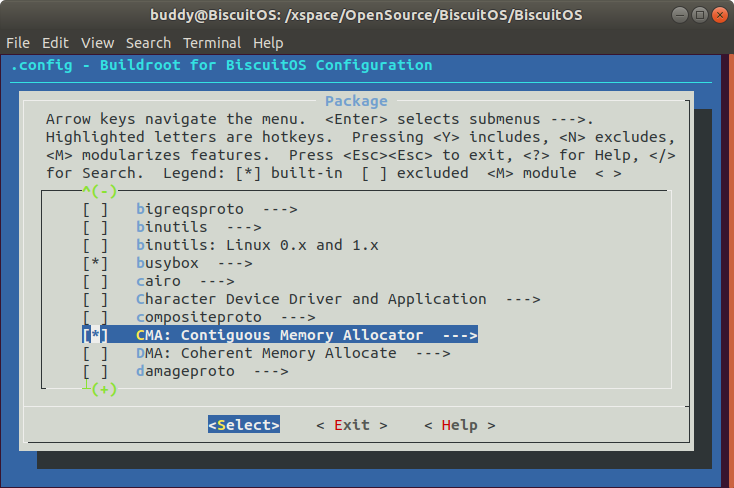 buddy@BiscuitOS: /xspace/OpenSource/BiscuitOS/BiscuitOS
File Edit View Search Terminal Help
.config - Buildroot for BiscuitOS Configuration
Package
Arrow keys navigate the menu. <Enter> selects submenus --->.
Highlighted letters are hotkeys. Pressing <Y> includes, <N> excludes,
<M> modularizes features. Press <Esc><Esc> to exit, <?> for Help, </>
for Search. Legend: [*] built-in [ ] excluded <M> module < >
^(-)
[ ] bigreqsproto --->
[ ] binutils --->
[ ] binutils: Linux 0.x and 1.x
[*] busybox --->
[ ] cairo --->
[ ] Character Device Driver and Application --->
[ ] compositeproto --->
[*] CMA: Contiguous Memory Allocator --->
[ ] DMA: Coherent Memory Allocate --->
[ ] damageproto --->
┴(+)
<Select> < Exit > < Help >